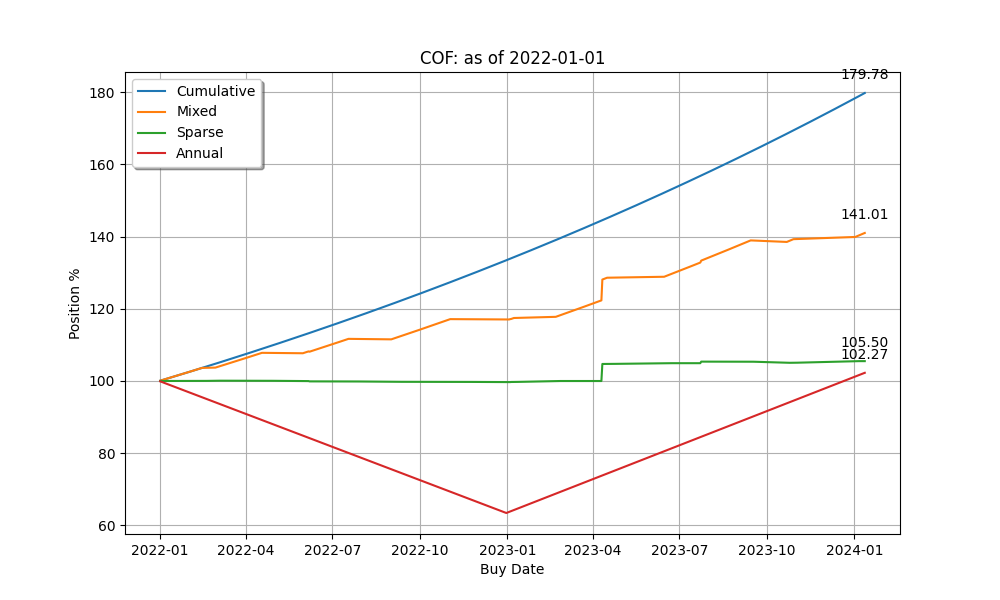 COF: as of 2022-01-01
179.78
180
Cumulative
Mixed
Sparse
Annual
160
141.01
140
120
105.50
102.27
100
80
60
Position %
2022-01 2022-04 2022-07 2022-10 2023-01 2023-04 2023-07 2023-10 2024-01
Buy Date